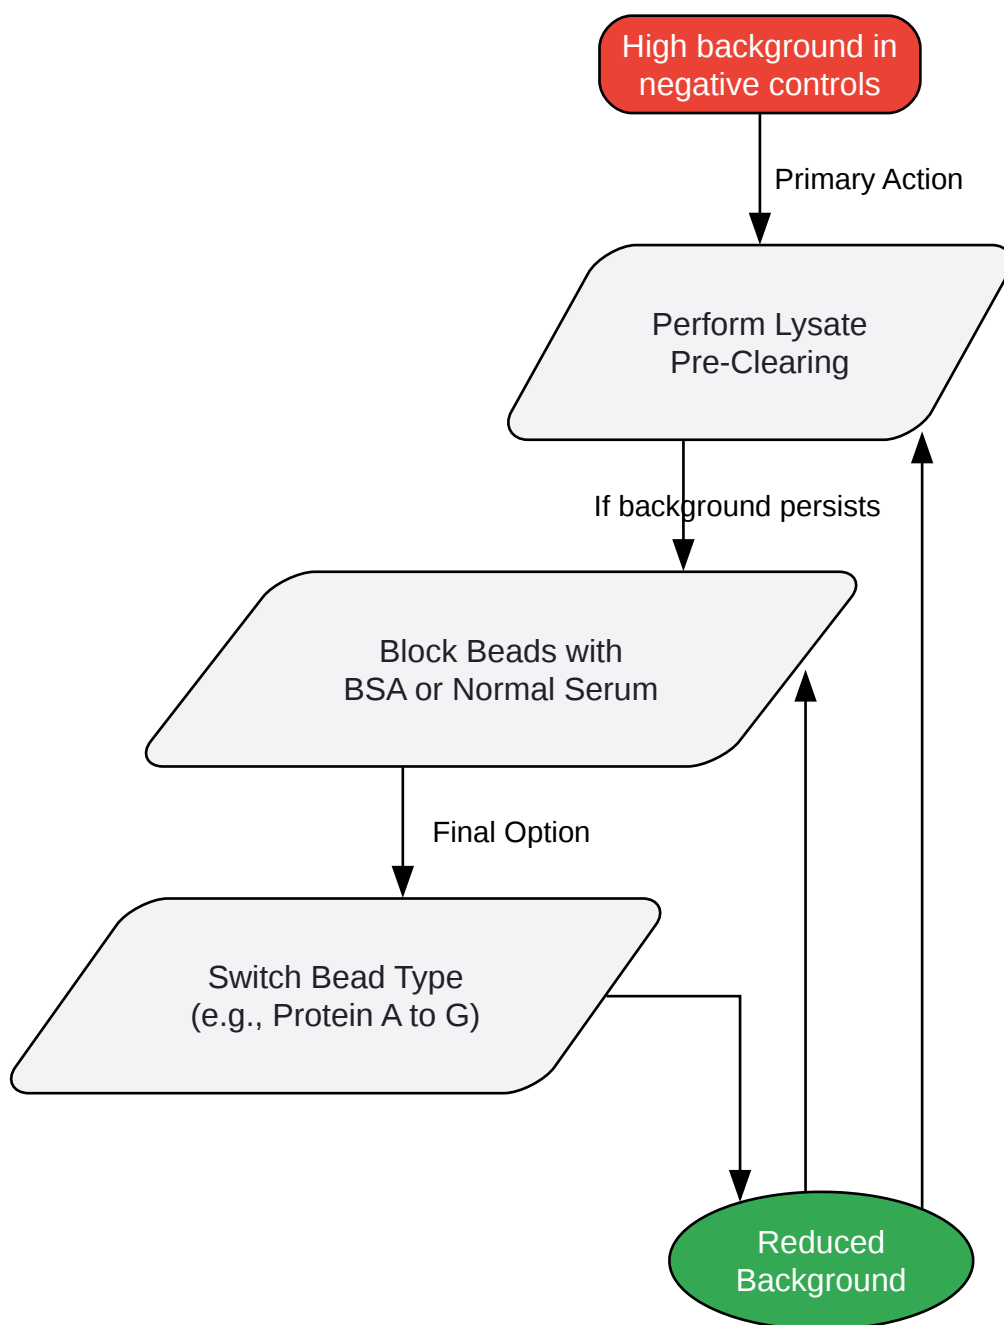 High background in
negative controls
Primary Action
Perform Lysate
Pre-Clearing
If background persists
Block Beads with
BSA or Normal Serum
Final Option
Switch Bead Type
(e.g., Protein A to G)
Reduced
Background